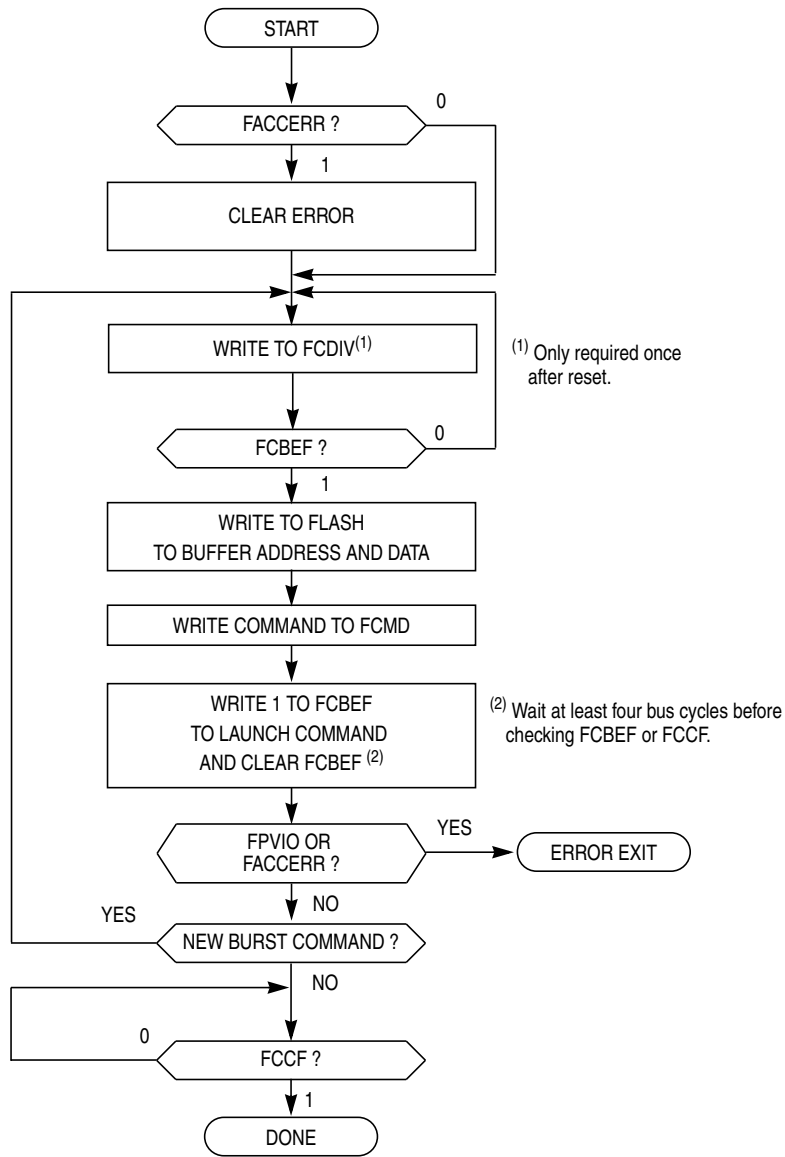 START
FACCERR ?
0
1
CLEAR ERROR
WRITE TO FCDIV(1)
(1) Only required once
after reset.
FCBEF ?
0
1
WRITE TO FLASH
TO BUFFER ADDRESS AND DATA
WRITE COMMAND TO FCMD
WRITE 1 TO FCBEF
TO LAUNCH COMMAND
AND CLEAR FCBEF (2)
(2) Wait at least four bus cycles before
checking FCBEF or FCCF.
FPVIO OR
FACCERR ?
YES
ERROR EXIT
NO
YES
NEW BURST COMMAND ?
NO
0
FCCF ?
1
DONE